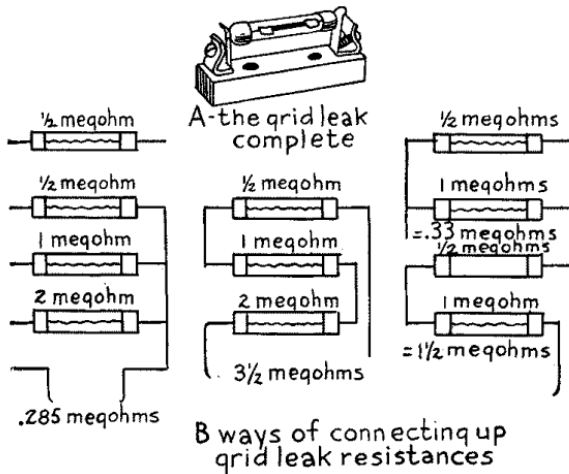 A-the grid leak
complete
½ megohm
½ megohm
1 megohm
2 megohm
.285 megohms
½ megohm
1 megohm
2 megohm
3½ megohms
½ megohms
1 megohms
=.33 megohms
½ megohms
1 megohm
=1½ megohms
B ways of connecting up
grid leak resistances